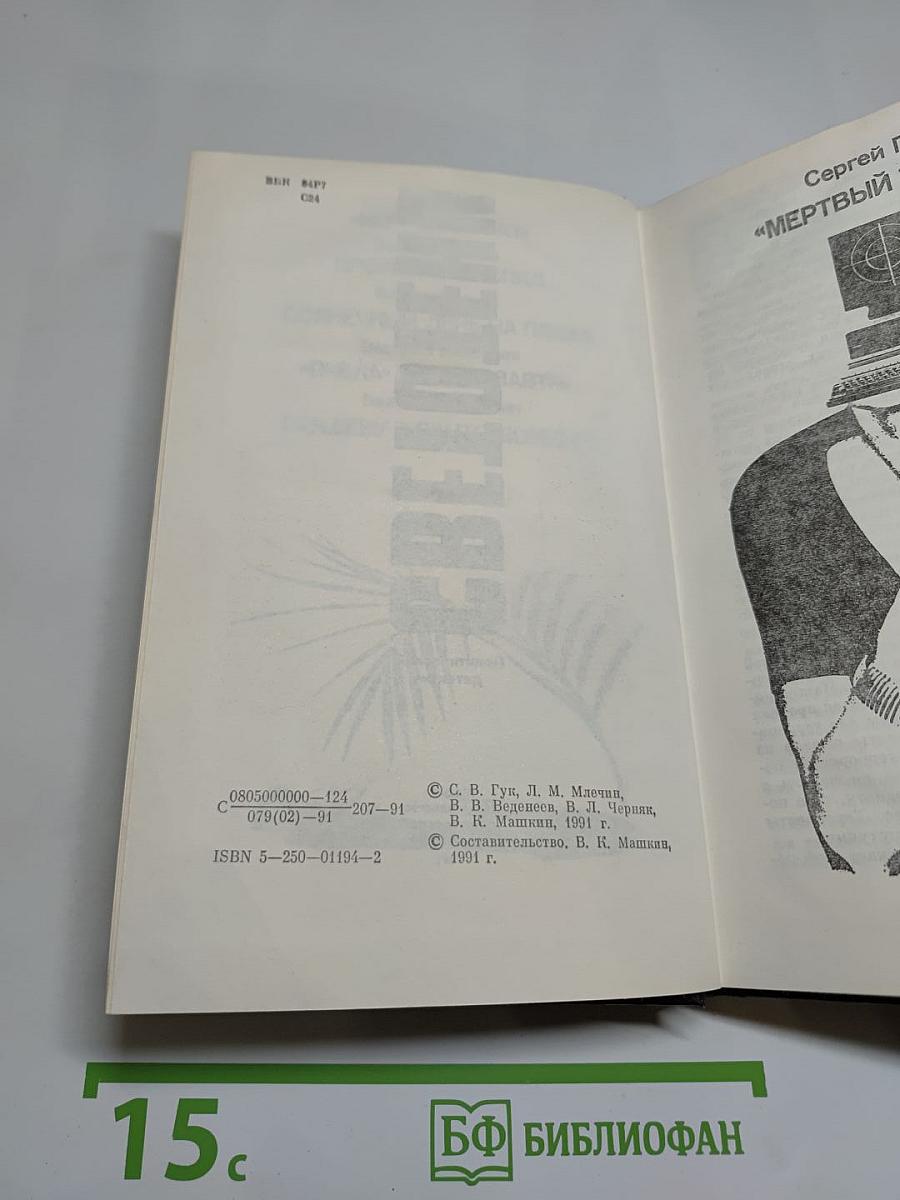 ББК 84Р7
С24
С 0805000000—124 207—91
079(02)—91
ISBN 5—250—01194—2
© С. В. Гук, Л. М. Млечин,
В. В. Веденеев, В. Л. Черняк,
В. К. Машкин, 1991 г.
© Составительство. В. К. Машкин,
1991 г.
Сергей
«МЕРТВЫЙ
15с
БФ БИБЛИОФАН